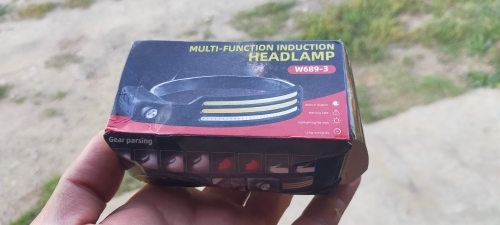 MULTI-FUNCTION INDUCTION
HEADLAMP
W689-3
Gear parsing